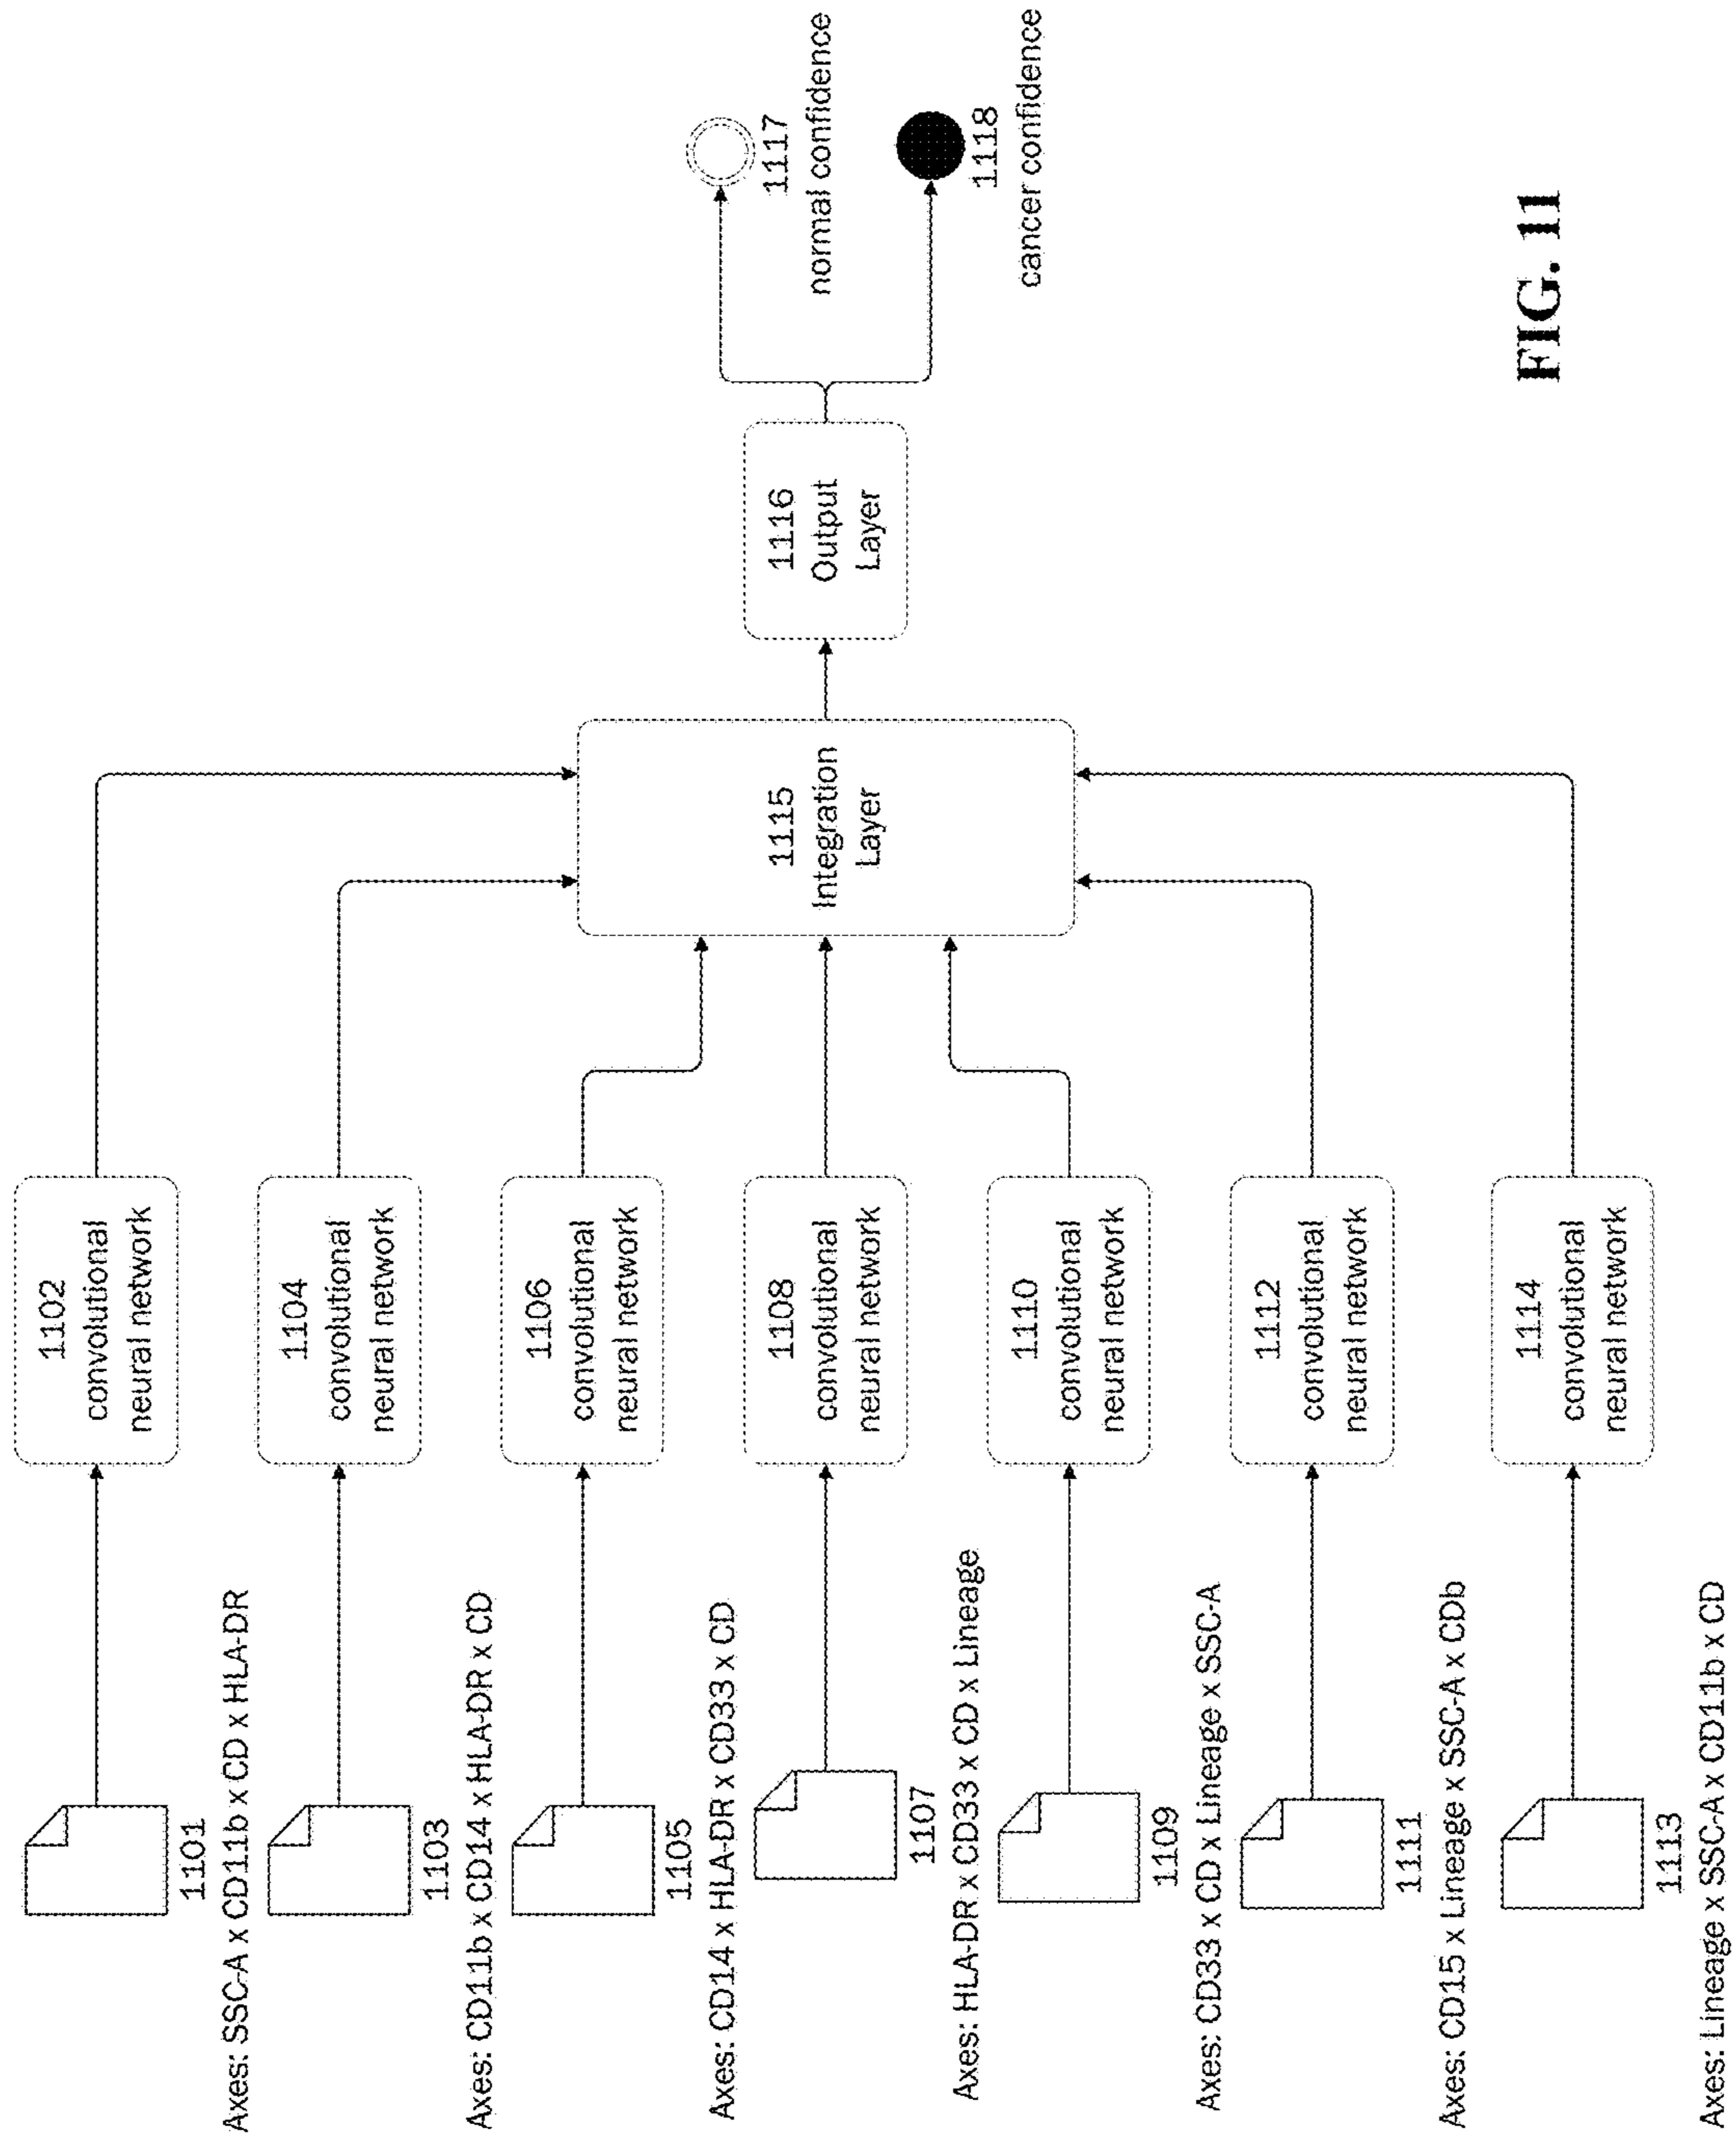 1101
Axes: SSC-A x CD11b x CD x HLA-DR
1102
convolutional
neural network
1103
Axes: CD11b x CD14 x HLA-DR x CD
1104
convolutional
neural network
1105
Axes: CD14 x HLA-DR x CD33 x CD
1106
convolutional
neural network
1107
Axes: HLA-DR x CD33 x CD x Lineage
1108
convolutional
neural network
1109
Axes: CD33 x CD x Lineage x SSC-A
1110
convolutional
neural network
1111
Axes: CD15 x Lineage x SSC-A x CDb
1112
convolutional
neural network
1113
Axes: Lineage x SSC-A x CD11b x CD
1114
convolutional
neural network
1115
Integration
Layer
1116
Output
Layer
1117
normal confidence
1118
cancer confidence
FIG. 11